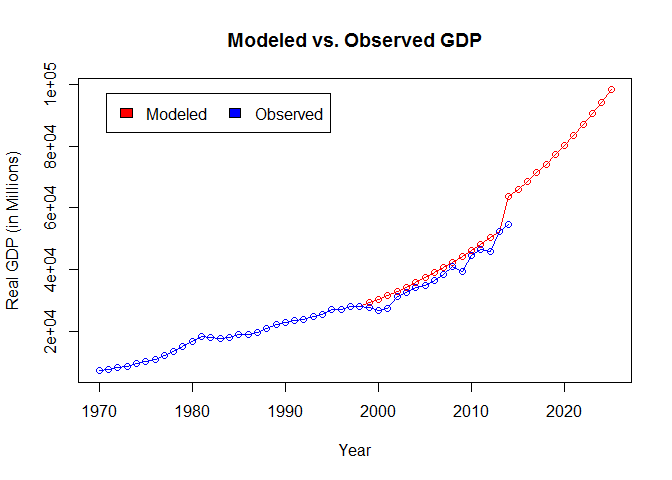 Modeled vs. Observed GDP
Modeled Observed
Real GDP (in Millions)
1e+05
8e+04
6e+04
4e+04
2e+04
1970 1980 1990 2000 2010 2020
Year